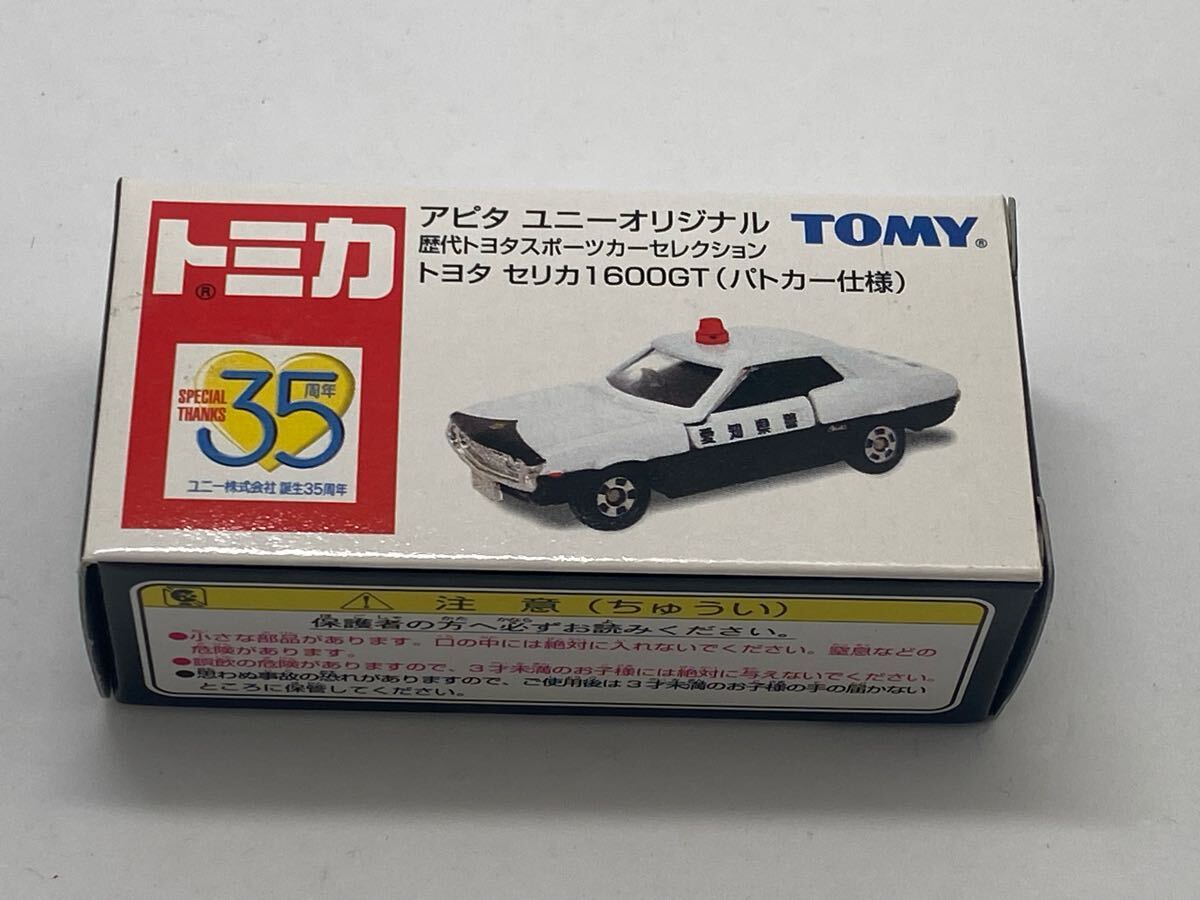 トミカ®
アピタ ユニーオリジナル
歴代トヨタスポーツカーセレクション
トヨタ セリカ1600GT（パトカー仕様）
TOMY®
SPECIAL
THANKS
35周年
ユニー株式会社 誕生35周年
愛知県警
注意（ちゅうい）
保護者の方へ必ずお読みください。
●小さな部品があります。口の中には絶対に入れないでください。窒息などの
危険があります。
●誤飲の危険がありますので、３才未満のお子様には絶対に与えないでください。
●思わぬ事故の恐れがありますので、ご使用後は３才未満のお子様の手の届かない
ところに保管してください。